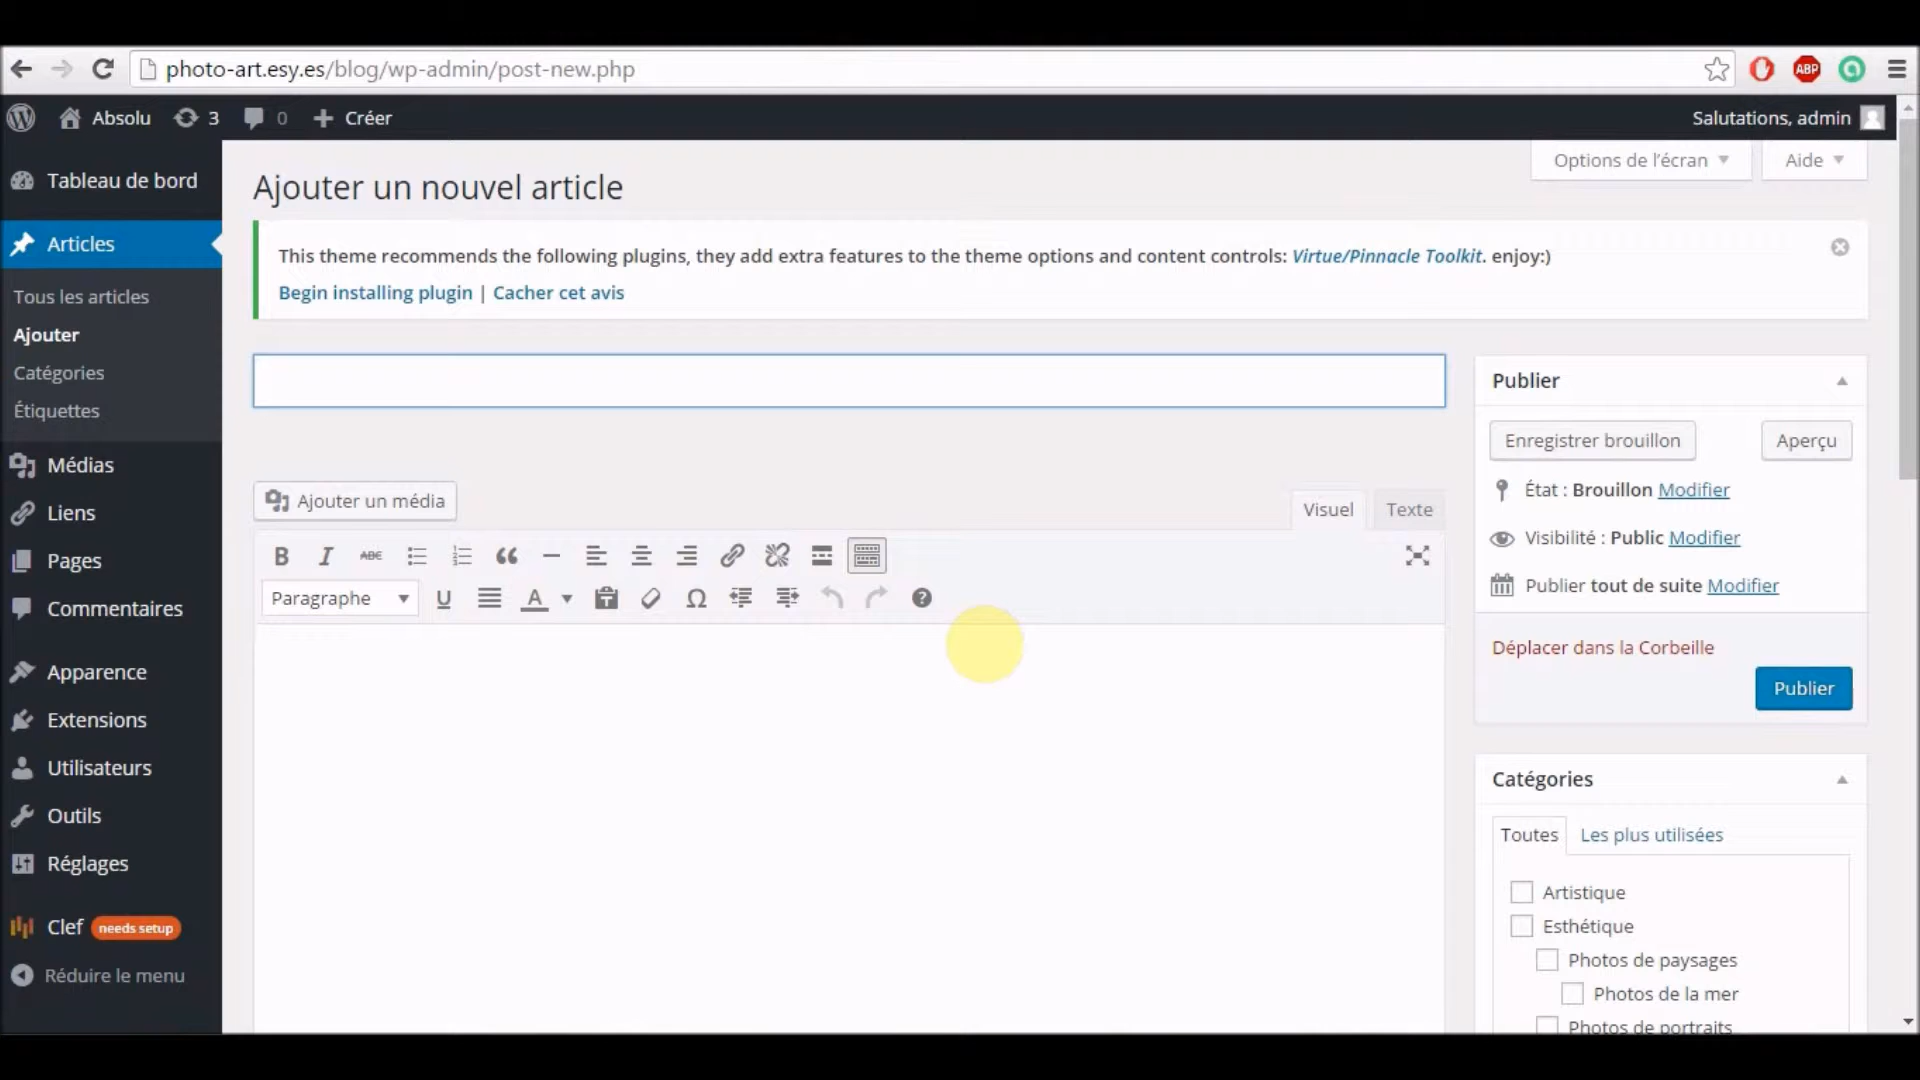 photo-art.esy.es/blog/wp-admin/post-new.php
ABP
Absolu 3 0 Créer
Salutations, admin
Options de l'écran
Aide
Tableau de bord
Articles
Tous les articles
Ajouter
Catégories
Étiquettes
Médias
Liens
Pages
Commentaires
Apparence
Extensions
Utilisateurs
Outils
Réglages
Clef needs setup
Réduire le menu
Ajouter un nouvel article
This theme recommends the following plugins, they add extra features to the theme options and content controls: Virtue/Pinnacle Toolkit. enjoy:)
Begin installing plugin | Cacher cet avis
Ajouter un média
Visuel
Texte
B I ABC
Paragraphe
U A Ω
Publier
Enregistrer brouillon
Aperçu
État : Brouillon Modifier
Visibilité : Public Modifier
Publier tout de suite Modifier
Déplacer dans la Corbeille
Publier
Catégories
Toutes
Les plus utilisées
Artistique
Esthétique
Photos de paysages
Photos de la mer
Photos de portraits